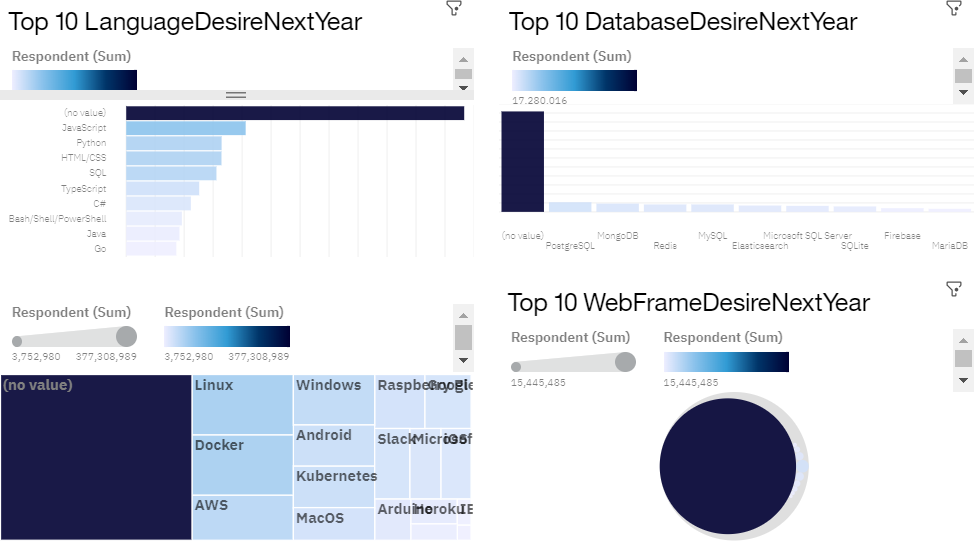 Top 10 LanguageDesireNextYear
Respondent (Sum)
(no value)
JavaScript
Python
HTML/CSS
SQL
TypeScript
C#
Bash/Shell/PowerShell
Java
Go
Top 10 DatabaseDesireNextYear
Respondent (Sum)
17.280.016
(no value)
PostgreSQL
MongoDB
Redis
MySQL
Elasticsearch
Microsoft SQL Server
SQLite
Firebase
MariaDB
Respondent (Sum)
3,752,980 377,308,989
Respondent (Sum)
3,752,980 377,308,989
(no value)
Linux
Docker
AWS
Windows
Android
Kubernetes
MacOS
Raspberry Pi
Slack
Microsoft
iOS
Arduino
Heroku
Top 10 WebFrameDesireNextYear
Respondent (Sum)
15,445,485
Respondent (Sum)
15,445,485